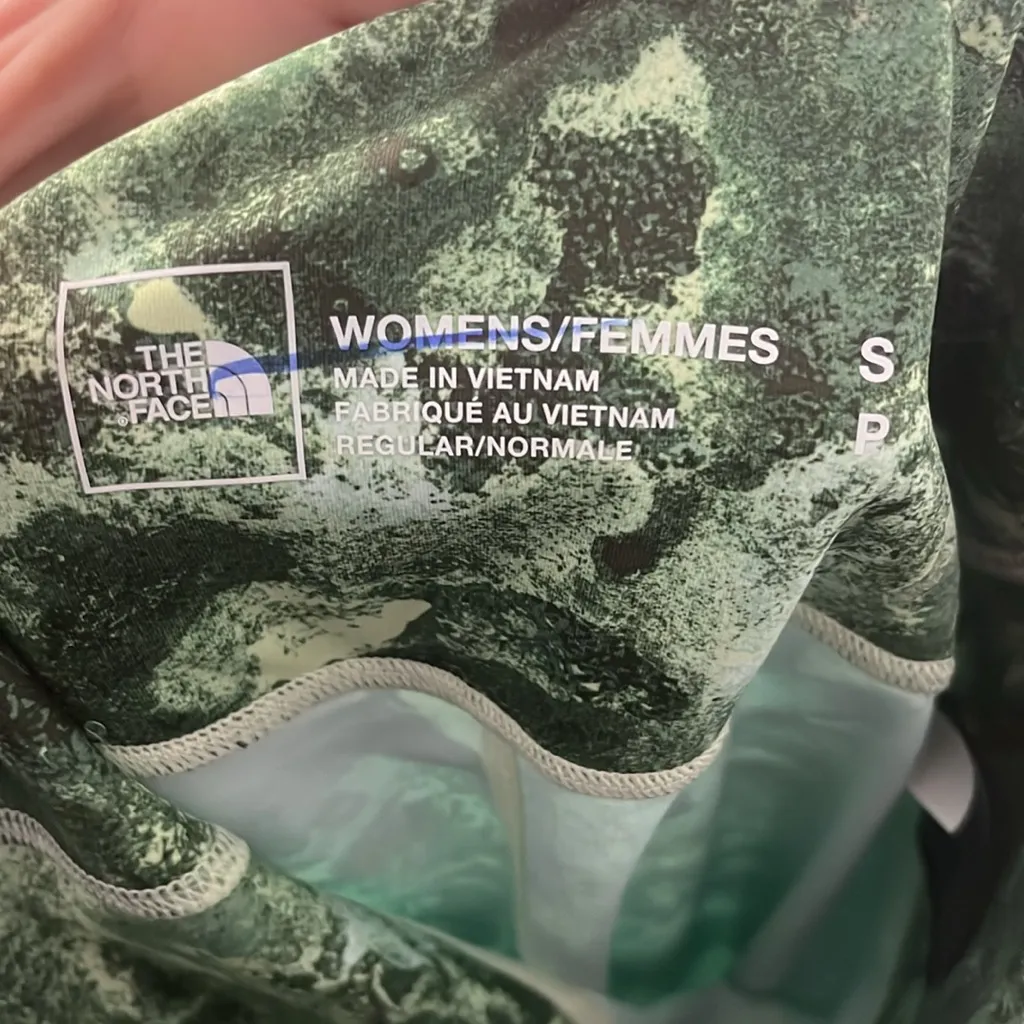 THE
NORTH
®FACE
WOMENS/FEMMES
MADE IN VIETNAM
FABRIQUÉ AU VIETNAM
REGULAR/NORMALE
S
P